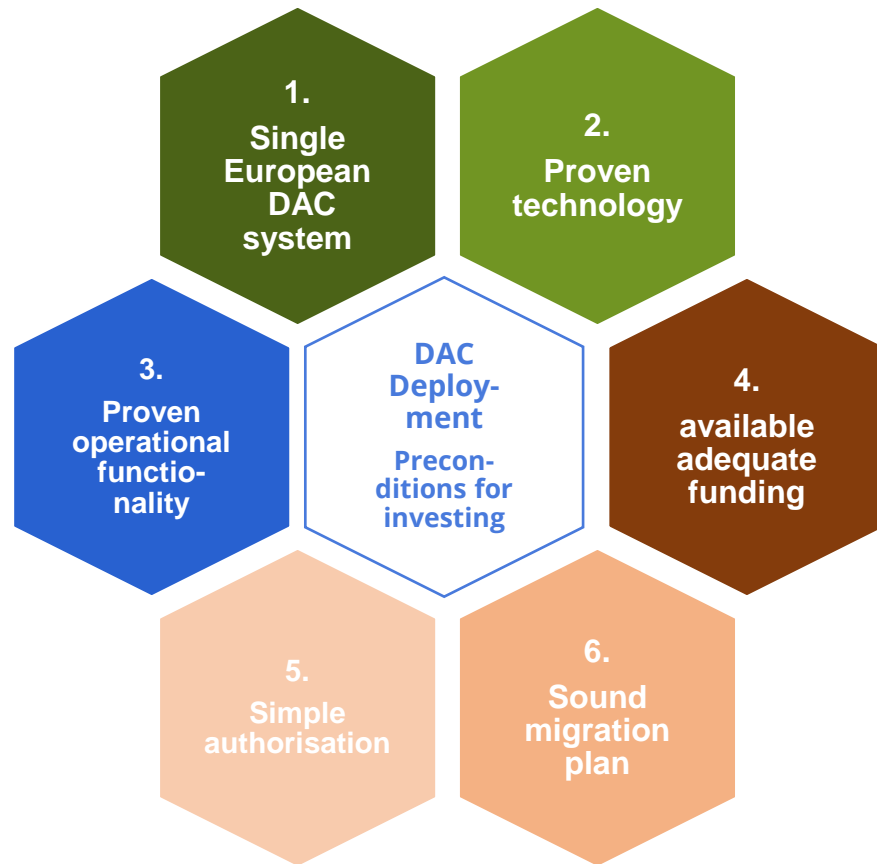 1.
Single
European
DAC
system
2.
Proven
technology
3.
Proven
operational
functio-
nality
DAC
Deploy-
ment
Precon-
ditions for
investing
4.
available
adequate
funding
5.
Simple
authorisation
6.
Sound
migration
plan